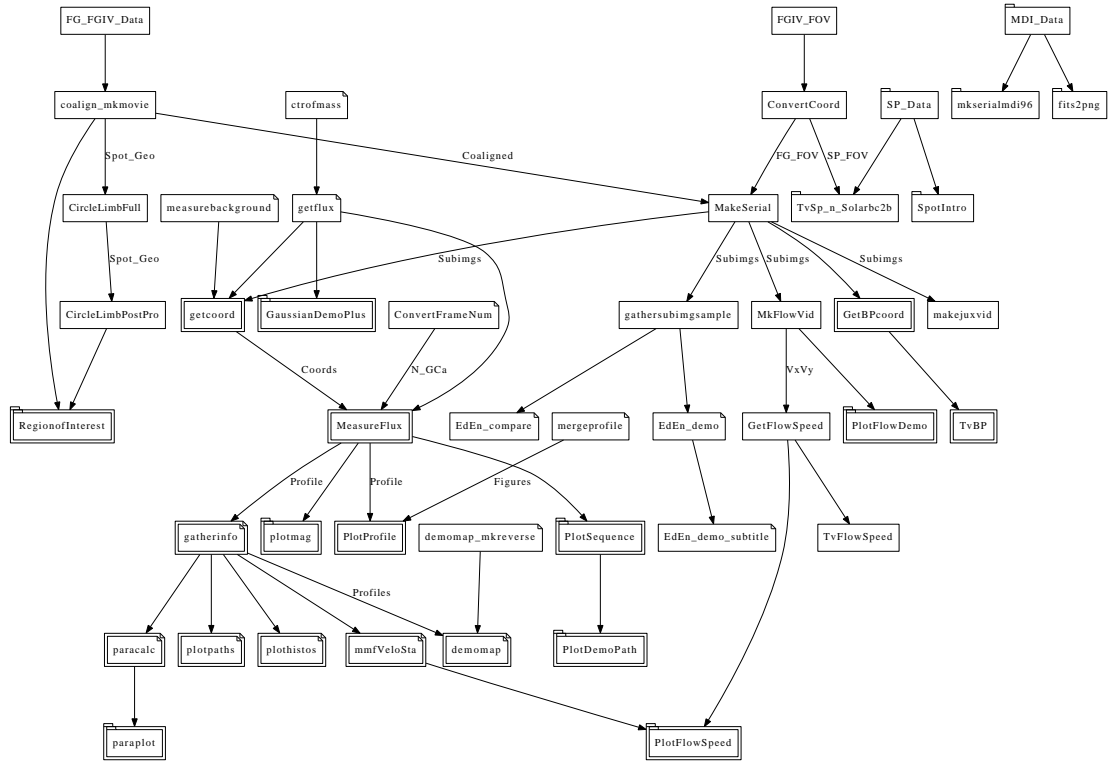 FG_FGIV_Data
FGIV_FOV
MDI_Data
coalign_mkmovie
ctrofmass
ConvertCoord
SP_Data
mkserialmdi96
fits2png
Spot_Geo
Coaligned
FG_FOV
SP_FOV
CircleLimbFull
measurebackground
getflux
MakeSerial
TvSp_n_Solarbc2b
SpotIntro
Spot_Geo
Subimgs
Subimgs
Subimgs
Subimgs
CircleLimbPostPro
getcoord
GaussianDemoPlus
ConvertFrameNum
gathersubimgsample
MkFlowVid
GetBPcoord
makejuxvid
Coords
N_GCa
VxVy
RegionofInterest
MeasureFlux
EdEn_compare
mergeprofile
EdEn_demo
GetFlowSpeed
PlotFlowDemo
TvBP
Profile
Profile
Figures
gatherinfo
plotmag
PlotProfile
demomap_mkreverse
PlotSequence
EdEn_demo_subtitle
TvFlowSpeed
Profiles
paracalc
plotpaths
plothistos
mmfVeloSta
demomap
PlotDemoPath
paraplot
PlotFlowSpeed